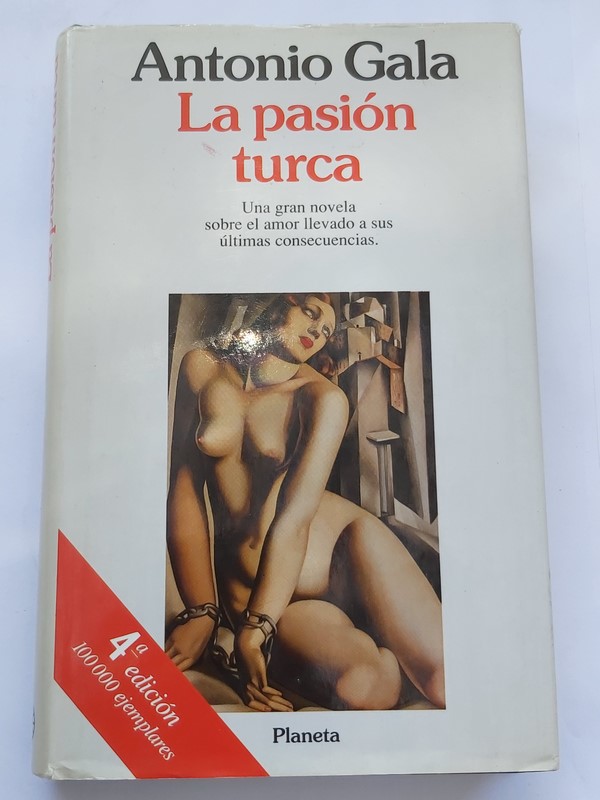 Antonio Gala
La pasión
turca
Una gran novela
sobre el amor llevado a sus
últimas consecuencias.
4ª
edición
100 000 ejemplares
Planeta